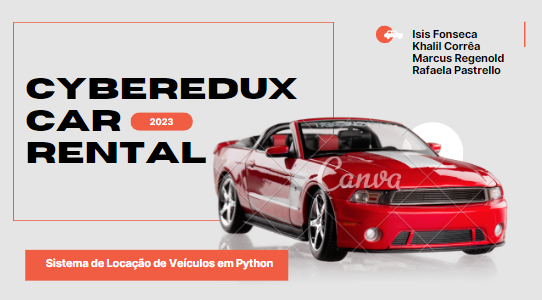 Isis Fonseca
Khalil Corrêa
Marcus Regenold
Rafaela Pastrello
CYBEREDUX
CAR 2023
RENTAL
Canva
Sistema de Locação de Veículos em Python